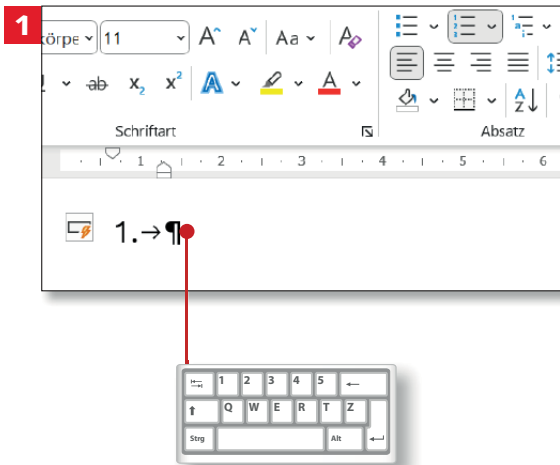 1
körpe 11 A A Aa A
ab x₂ x² A A
A Z
Schriftart Absatz
1 2 3 4 5 6
1.→¶
1 2 3 4 5
Q W E R T Z
Strg Alt